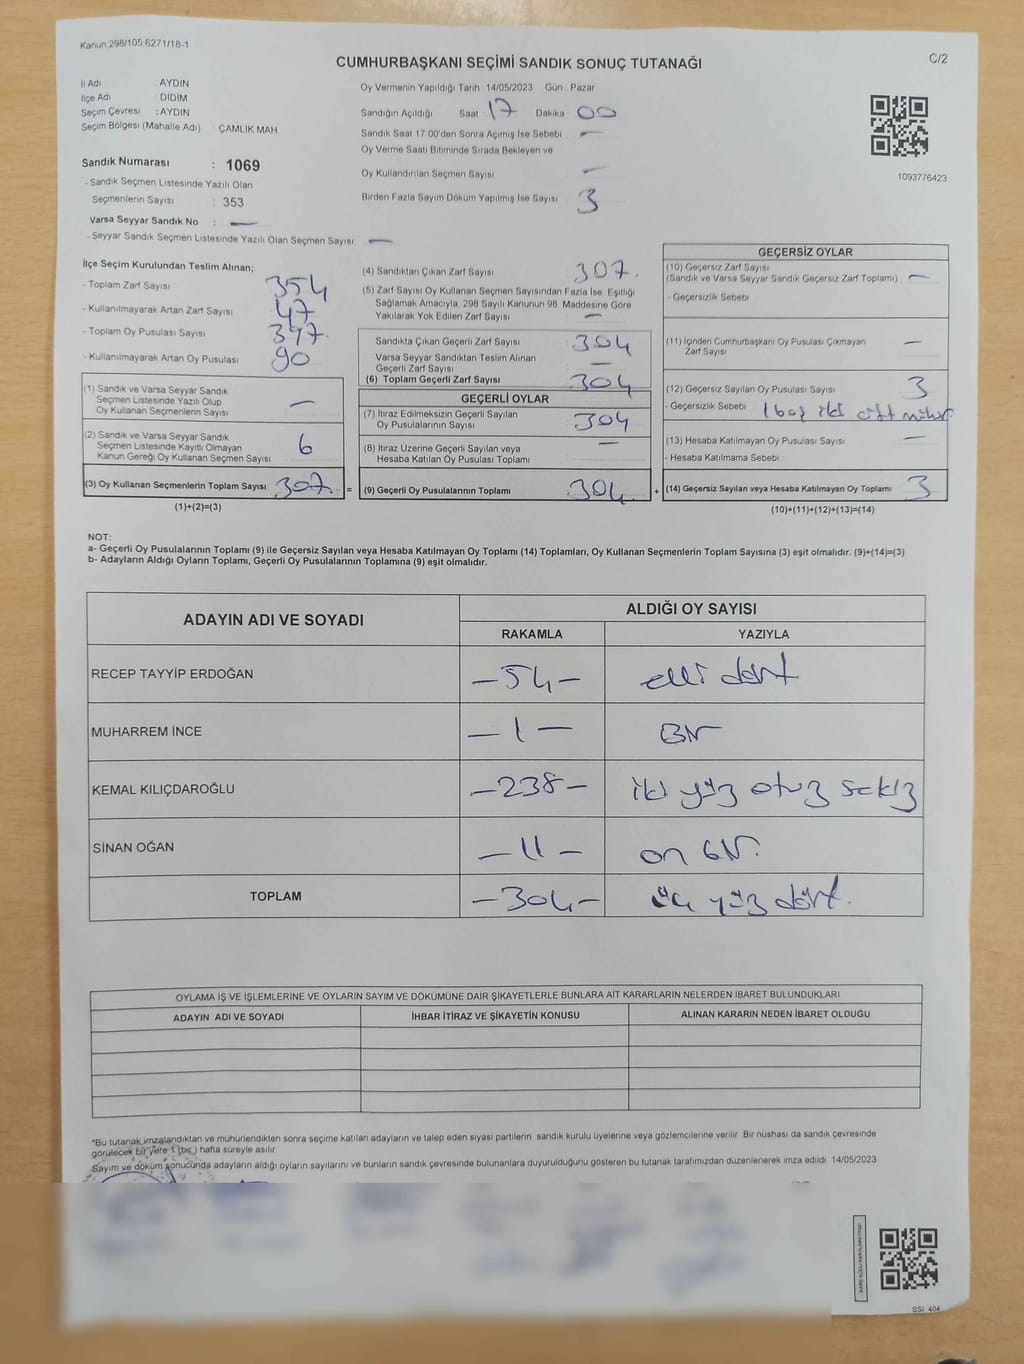 Kanun.298/105,6271/18-1
CUMHURBAŞKANI SEÇİMİ SANDIK SONUÇ TUTANAĞI
C/2
İl Adı : AYDIN
İlçe Adı : DİDİM
Seçim Çevresi : AYDIN
Seçim Bölgesi (Mahalle Adı) : ÇAMLIK MAH
Sandık Numarası : 1069
- Sandık Seçmen Listesinde Yazılı Olan
Seçmenlerin Sayısı : 353
Varsa Seyyar Sandık No : —
- Seyyar Sandık Seçmen Listesinde Yazılı Olan Seçmen Sayısı —
Oy Vermenin Yapıldığı Tarih 14/05/2023 Gün : Pazar
Sandığın Açıldığı Saat 17 Dakika 00
Sandık Saat 17:00'den Sonra Açımış İse Sebebi —
Oy Verme Saati Bitiminde Sırada Bekleyen ve
Oy Kullandırılan Seçmen Sayısı —
Birden Fazla Sayım Döküm Yapılmış İse Sayısı 3
1093776423
İlçe Seçim Kurulundan Teslim Alınan;
- Toplam Zarf Sayısı 354
- Kullanılmayarak Artan Zarf Sayısı 47
- Toplam Oy Pusulası Sayısı 397.
- Kullanılmayarak Artan Oy Pusulası 90
(1) Sandık ve Varsa Seyyar Sandık
Seçmen Listesinde Yazılı Olup
Oy Kullanan Seçmenlerin Sayısı —
(2) Sandık ve Varsa Seyyar Sandık
Seçmen Listesinde Kayıtlı Olmayan
Kanun Gereği Oy Kullanan Seçmen Sayısı 6
(3) Oy Kullanan Seçmenlerin Toplam Sayısı 307. =
(1)+(2)=(3)
(4) Sandıktan Çıkan Zarf Sayısı 307.
(5) Zarf Sayısı Oy Kullanan Seçmen Sayısından Fazla İse, Eşitliği
Sağlamak Amacıyla, 298 Sayılı Kanunun 98. Maddesine Göre
Yakılarak Yok Edilen Zarf Sayısı —
Sandıkta Çıkan Geçerli Zarf Sayısı 304
Varsa Seyyar Sandıktan Teslim Alınan
Geçerli Zarf Sayısı —
(6) Toplam Geçerli Zarf Sayısı 304
GEÇERLİ OYLAR
(7) İtiraz Edilmeksizin Geçerli Sayılan
Oy Pusulalarının Sayısı 304
(8) İtiraz Üzerine Geçerli Sayılan veya
Hesaba Katılan Oy Pusulası Toplamı —
(9) Geçerli Oy Pusulalarının Toplamı 304 +
GEÇERSİZ OYLAR
(10) Geçersiz Zarf Sayısı
(Sandık ve Varsa Seyyar Sandık Geçersiz Zarf Toplamı) —
- Geçersizlik Sebebi
(11) İçinden Cumhurbaşkanı Oy Pusulası Çıkmayan
Zarf Sayısı —
(12) Geçersiz Sayılan Oy Pusulası Sayısı 3
- Geçersizlik Sebebi 1 boş iki çift mühür
(13) Hesaba Katılmayan Oy Pusulası Sayısı —
- Hesaba Katılmama Sebebi
(14) Geçersiz Sayılan veya Hesaba Katılmayan Oy Toplamı 3
(10)+(11)+(12)+(13)=(14)
NOT:
a- Geçerli Oy Pusulalarının Toplamı (9) ile Geçersiz Sayılan veya Hesaba Katılmayan Oy Toplamı (14) Toplamları, Oy Kullanan Seçmenlerin Toplam Sayısına (3) eşit olmalıdır. (9)+(14)=(3)
b- Adayların Aldığı Oyların Toplamı, Geçerli Oy Pusulalarının Toplamına (9) eşit olmalıdır.
ADAYIN ADI VE SOYADI ALDIĞI OY SAYISI
RAKAMLA YAZIYLA
RECEP TAYYİP ERDOĞAN -54- elli dört
MUHARREM İNCE -1- Bir
KEMAL KILIÇDAROĞLU -238- iki yüz otuz sekiz
SİNAN OĞAN -11- on bir.
TOPLAM -304- üç yüz dört.
OYLAMA İŞ VE İŞLEMLERİNE VE OYLARIN SAYIM VE DÖKÜMÜNE DAİR ŞİKAYETLERLE BUNLARA AİT KARARLARIN NELERDEN İBARET BULUNDUKLARI
ADAYIN ADI VE SOYADI İHBAR İTİRAZ VE ŞİKAYETİN KONUSU ALINAN KARARIN NEDEN İBARET OLDUĞU
*Bu tutanak imzalandıktan ve mühürlendikten sonra seçime katılan adayların ve talep eden siyasi partilerin sandık kurulu üyelerine veya gözlemcilerine verilir. Bir nüshası da sandık çevresinde
görülecek bir yere 1 (bir) hafta süreyle asılır.
Sayım ve döküm sonucunda adayların aldığı oyların sayılarını ve bunların sandık çevresinde bulunanlara duyurulduğunu gösteren bu tutanak tarafımızdan düzenlenerek imza edildi. 14/05/2023
SSI_404